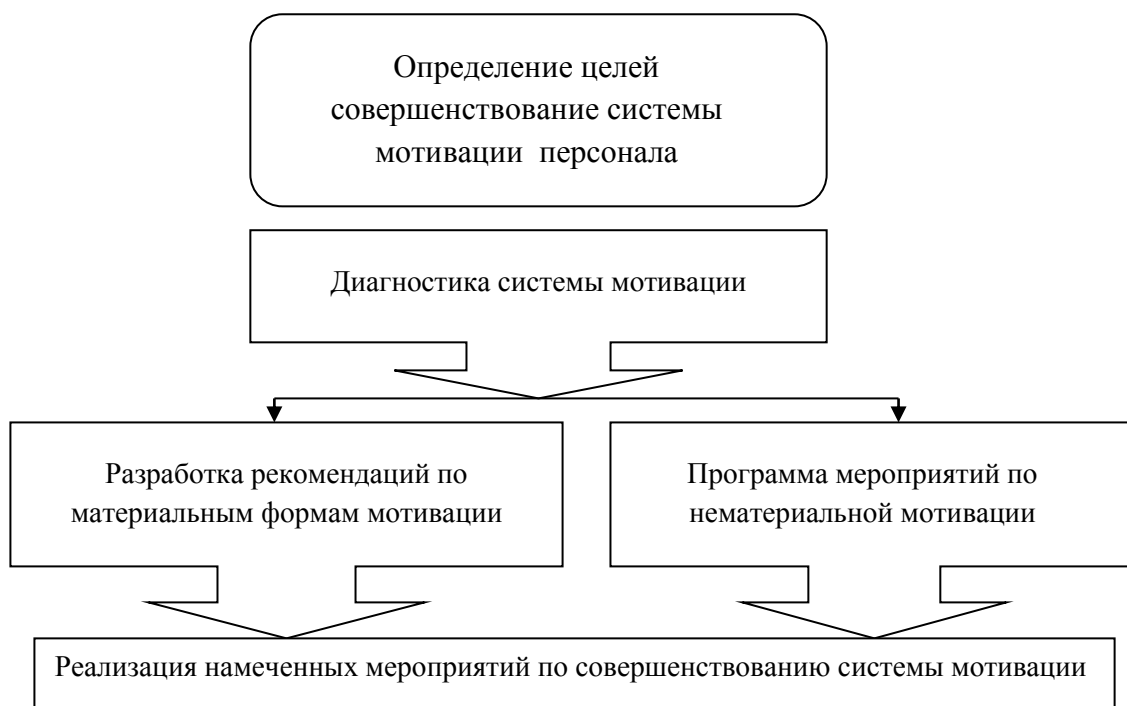 Определение целей
совершенствование системы
мотивации персонала
Диагностика системы мотивации
Разработка рекомендаций по
материальным формам мотивации
Программа мероприятий по
нематериальной мотивации
Реализация намеченных мероприятий по совершенствованию системы мотивации